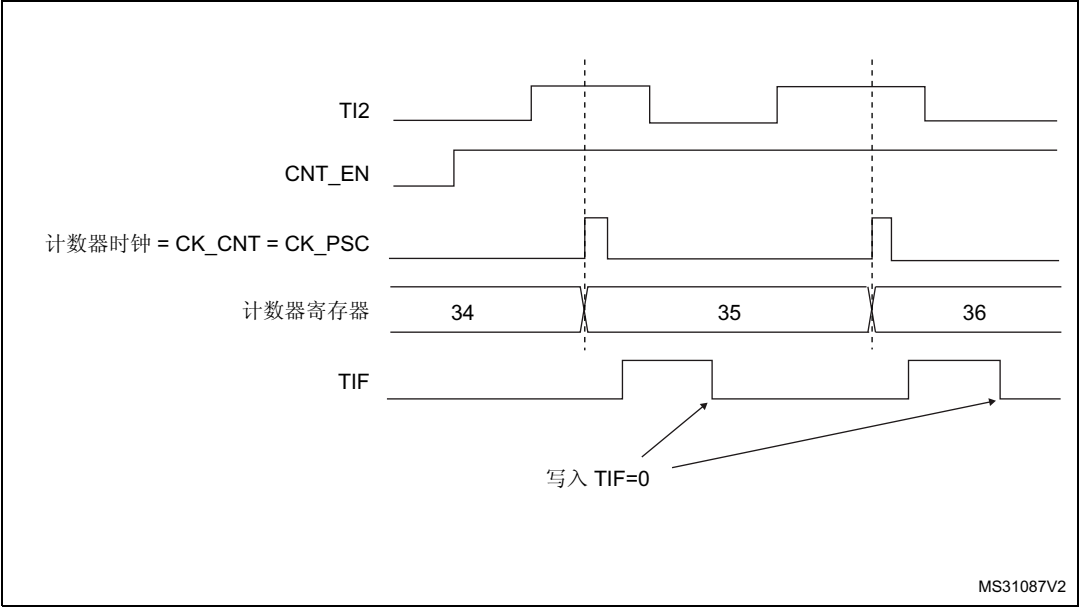 TI2
CNT_EN
计数器时钟 = CK_CNT = CK_PSC
计数器寄存器 34 35 36
TIF
写入 TIF=0
MS31087V2